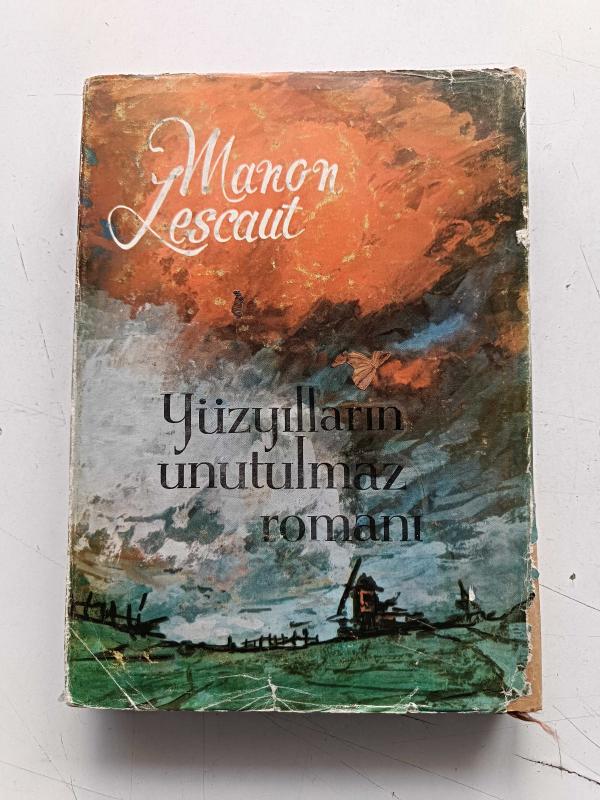 Manon
Lescaut
Yüzyılların
unutulmaz
romanı